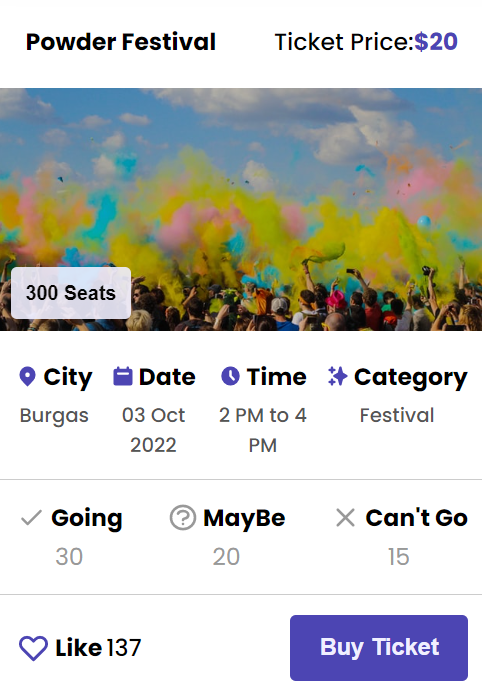 Powder Festival Ticket Price:$20
300 Seats
City Date Time Category
Burgas 03 Oct 2 PM to 4 Festival
2022 PM
Going MayBe Can't Go
30 20 15
Like 137 Buy Ticket